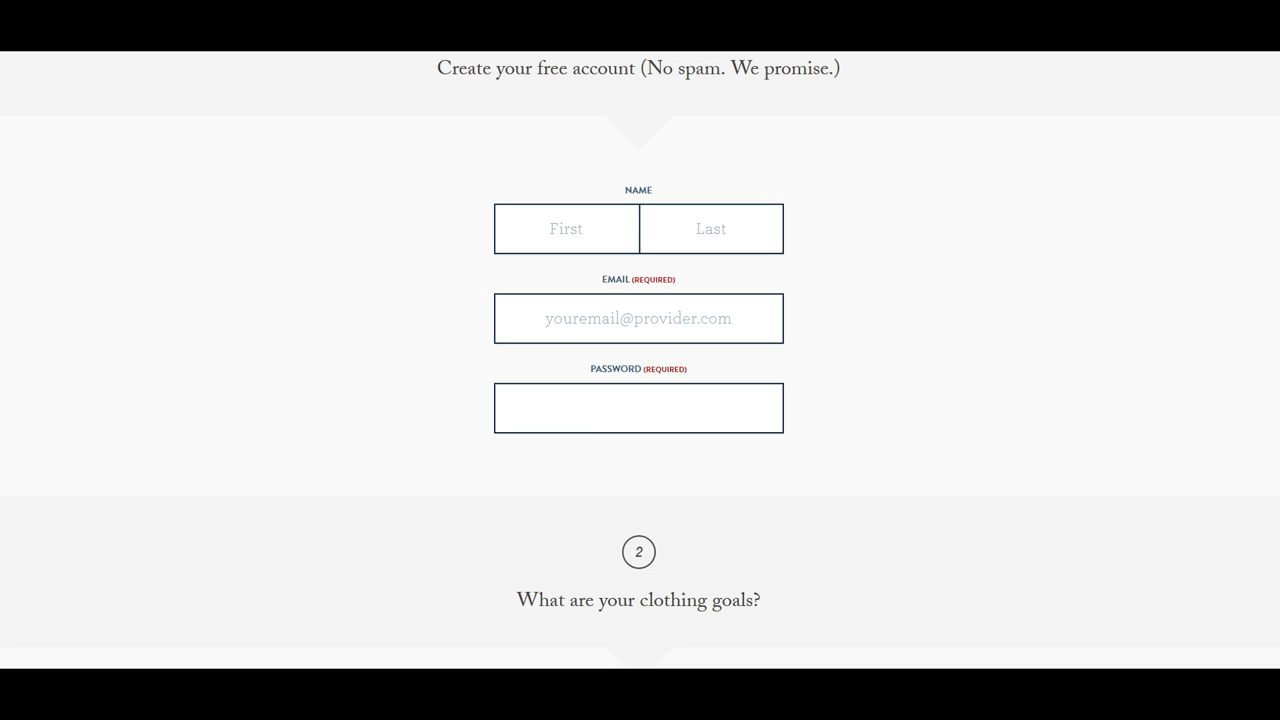 Create your free account (No spam. We promise.)
NAME
First Last
EMAIL (REQUIRED)
youremail@provider.com
PASSWORD (REQUIRED)
2
What are your clothing goals?